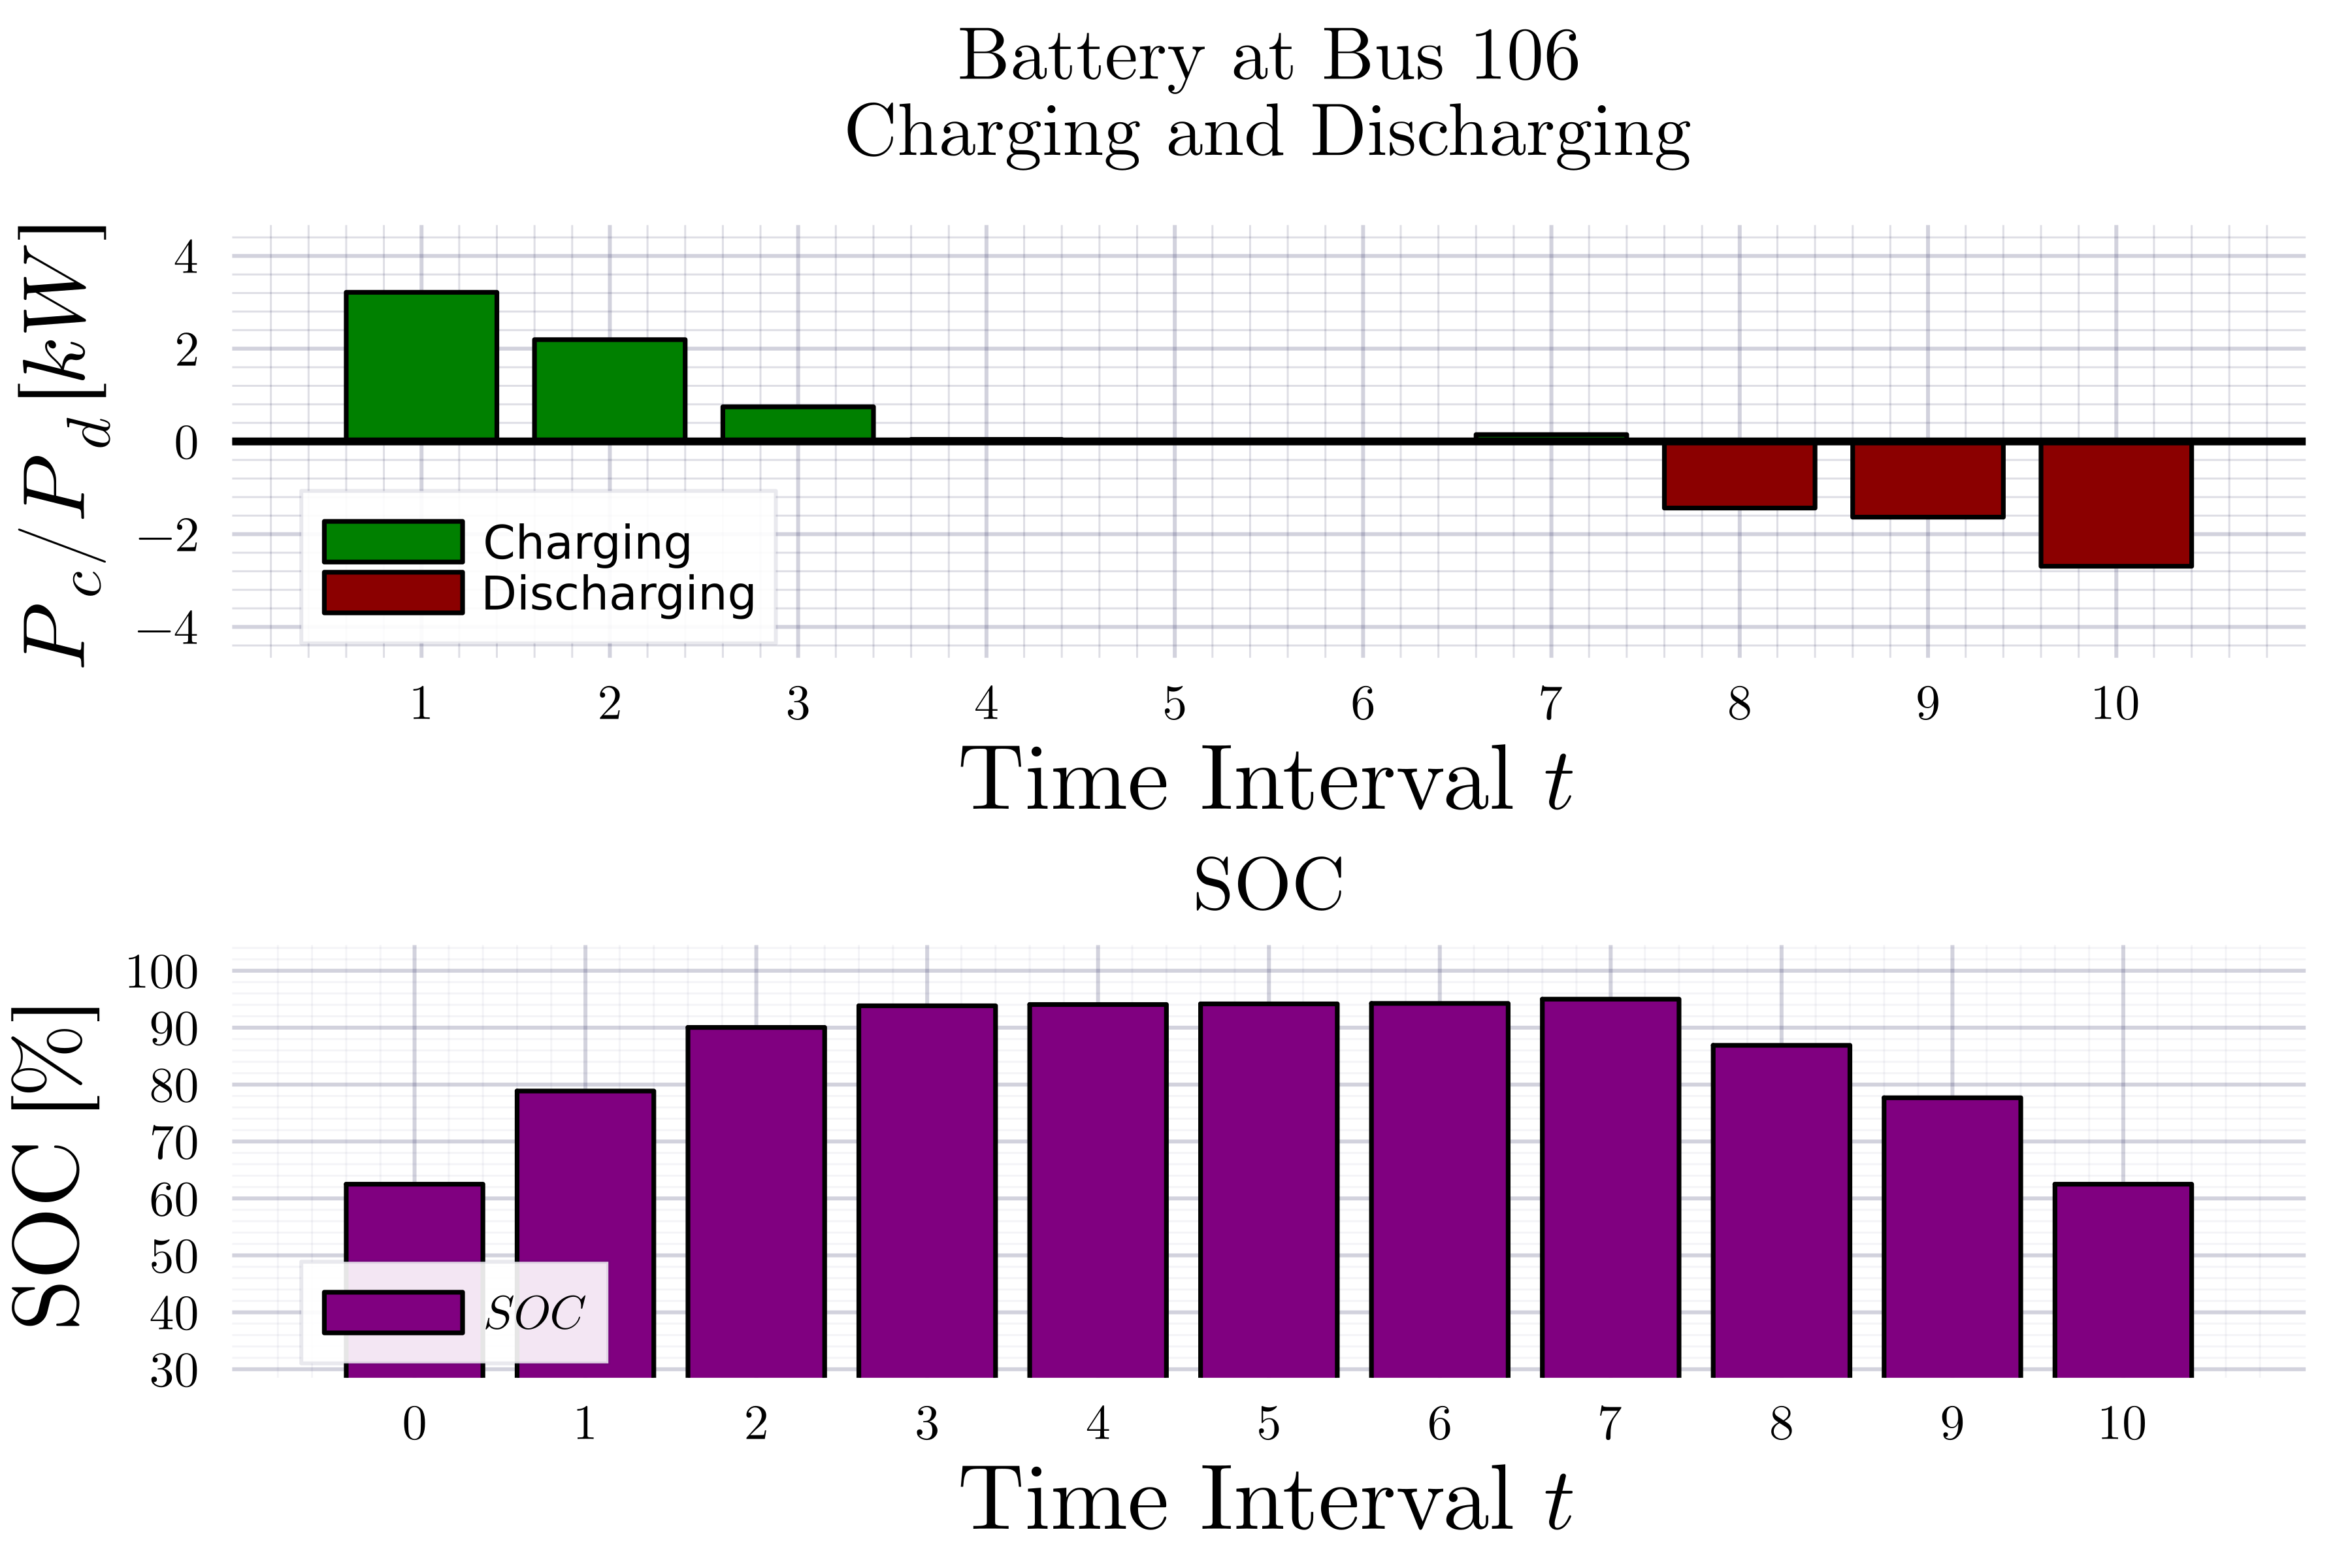 Battery at Bus 106
Charging and Discharging
P_c/P_d [kW]
4
2
0
−2
−4
Charging
Discharging
1 2 3 4 5 6 7 8 9 10
Time Interval t
SOC
SOC [%]
100
90
80
70
60
50
40
30
SOC
0 1 2 3 4 5 6 7 8 9 10
Time Interval t